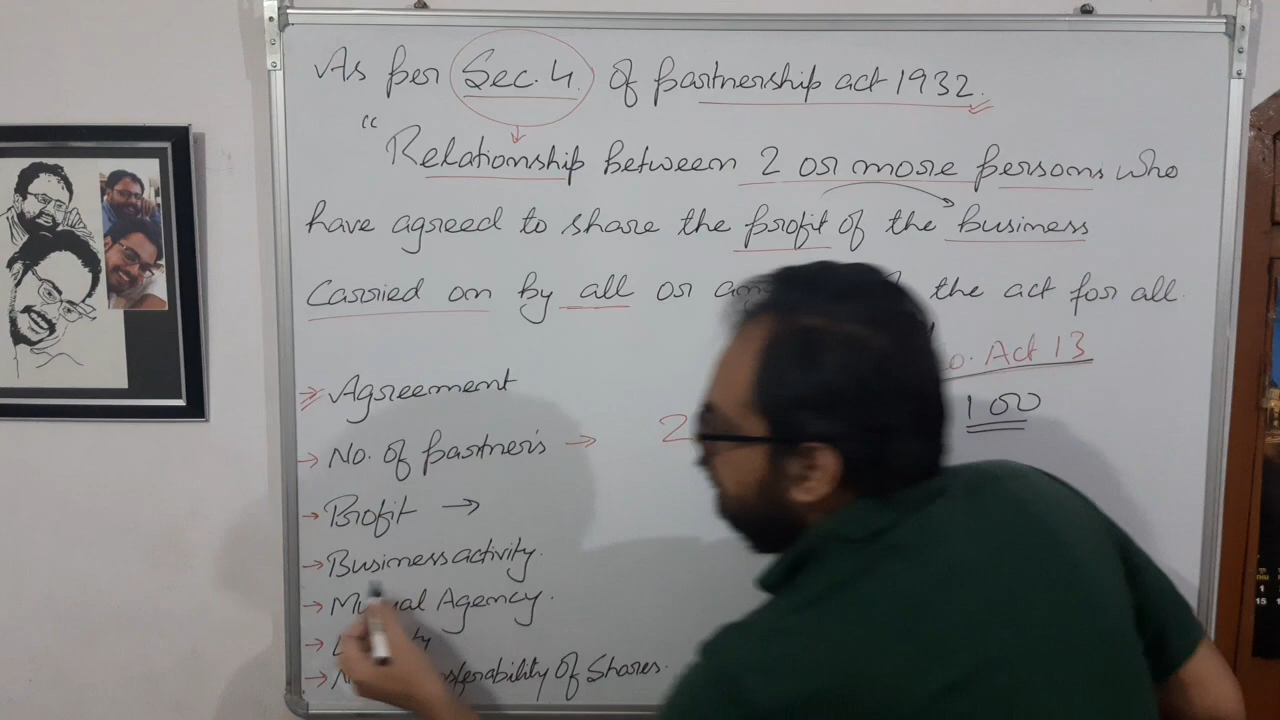 As per Sec. 4. of partnership act 1932.
"Relationship between 2 or more persons who
have agreed to share the profit of the business
Carried on by all or the act for all.
Act 13
Agreement
100
No. of partner's
2
Profit
Business activity.
Agency.
of Shares.